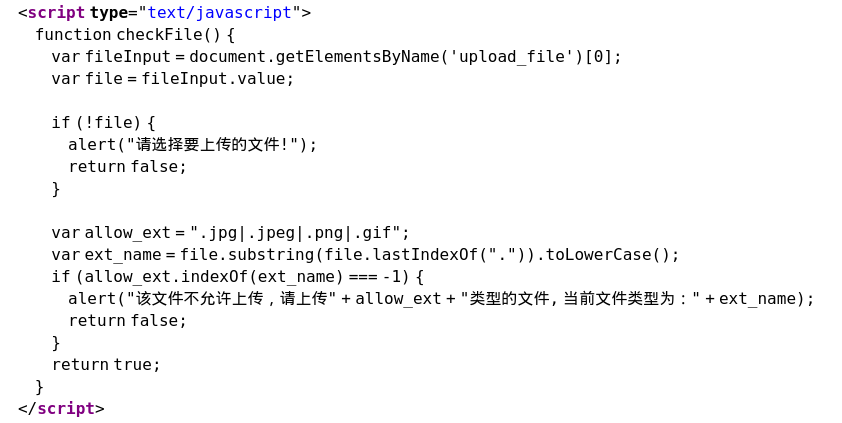 <script type="text/javascript">
function checkFile() {
var fileInput = document.getElementsByName('upload_file')[0];
var file = fileInput.value;
if (!file) {
alert("请选择要上传的文件!");
return false;
}
var allow_ext = ".jpg|.jpeg|.png|.gif";
var ext_name = file.substring(file.lastIndexOf(".")).toLowerCase();
if (allow_ext.indexOf(ext_name) === -1) {
alert("该文件不允许上传，请上传" + allow_ext + "类型的文件,当前文件类型为：" + ext_name);
return false;
}
return true;
}
</script>